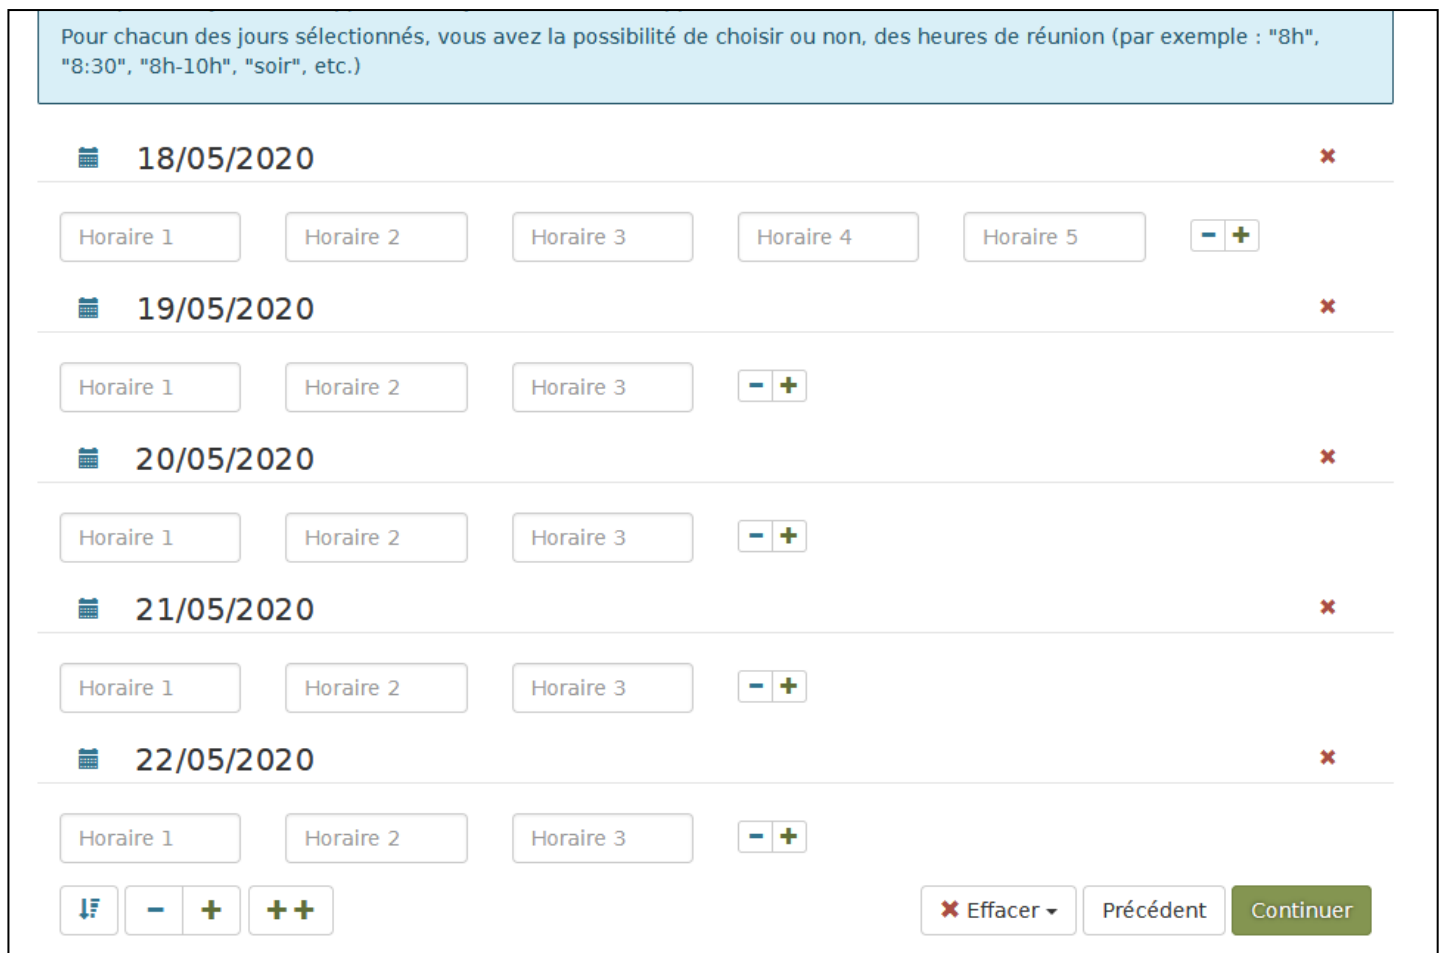 Pour chacun des jours sélectionnés, vous avez la possibilité de choisir ou non, des heures de réunion (par exemple : "8h",
"8:30", "8h-10h", "soir", etc.)
18/05/2020
Horaire 1 Horaire 2 Horaire 3 Horaire 4 Horaire 5
19/05/2020
Horaire 1 Horaire 2 Horaire 3
20/05/2020
Horaire 1 Horaire 2 Horaire 3
21/05/2020
Horaire 1 Horaire 2 Horaire 3
22/05/2020
Horaire 1 Horaire 2 Horaire 3
Effacer Précédent Continuer